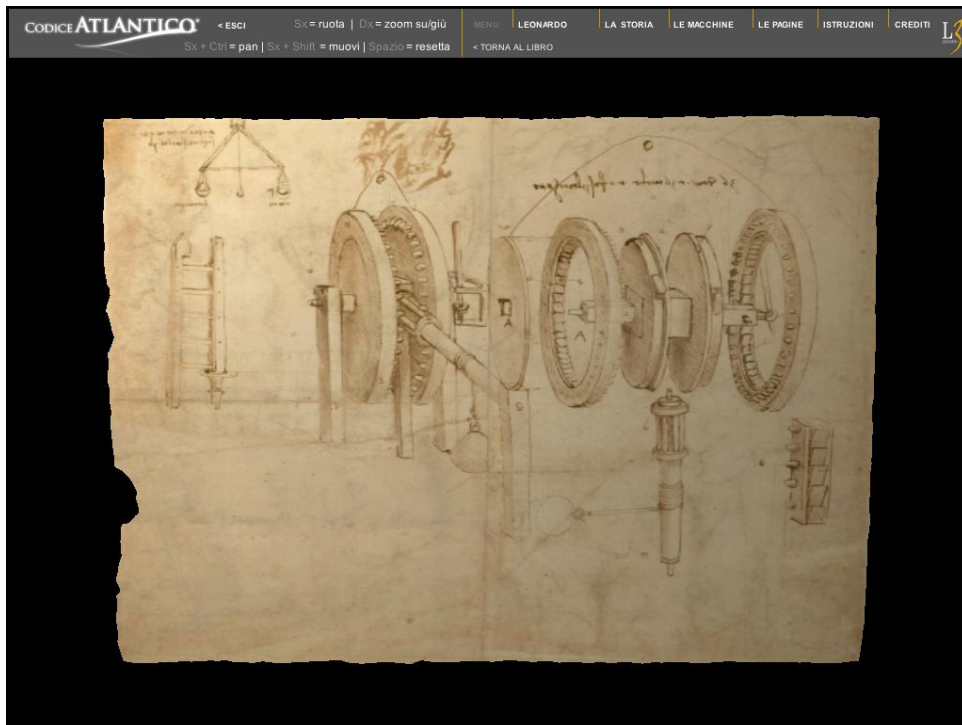 CODICE ATLANTICO®
< ESCI
Sx = ruota | Dx = zoom su/giù
Sx + Ctrl = pan | Sx + Shift = muovi | Spazio = resetta
MENU
LEONARDO
LA STORIA
LE MACCHINE
LE PAGINE
ISTRUZIONI
CREDITI
< TORNA AL LIBRO
L3
A
A